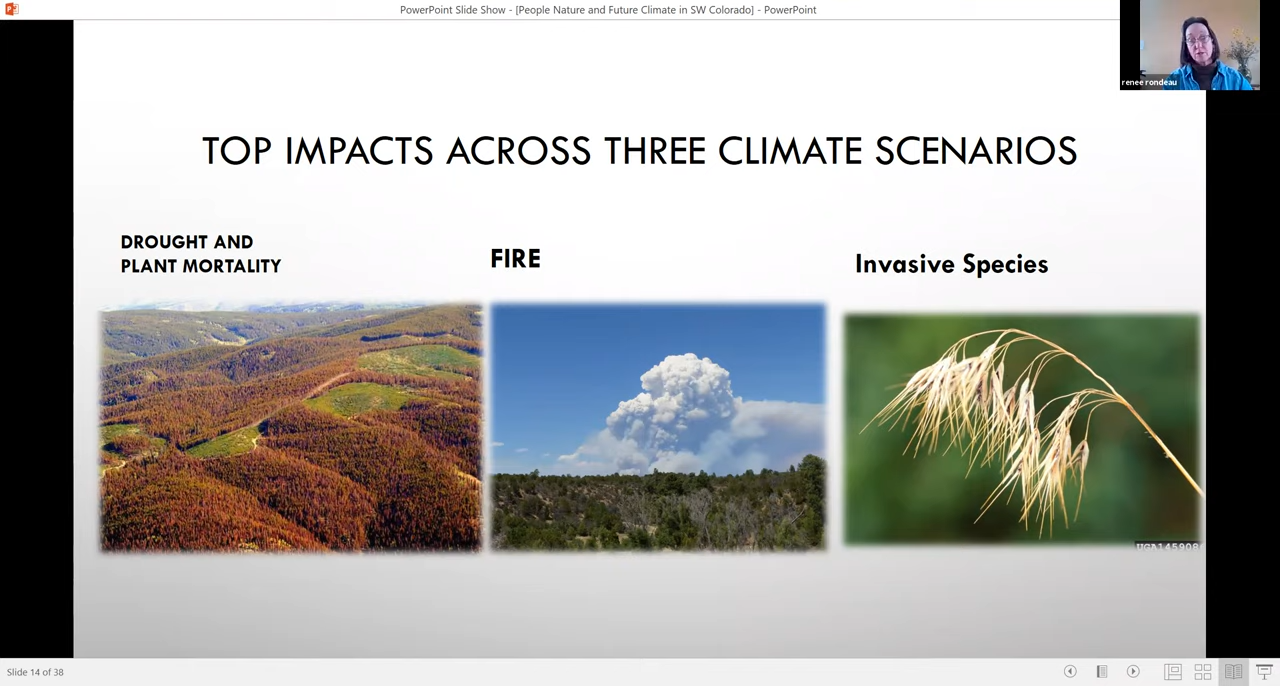 PowerPoint Slide Show - [People Nature and Future Climate in SW Colorado] - PowerPoint
renee rondeau
TOP IMPACTS ACROSS THREE CLIMATE SCENARIOS
DROUGHT AND
PLANT MORTALITY
FIRE
Invasive Species
Slide 14 of 38